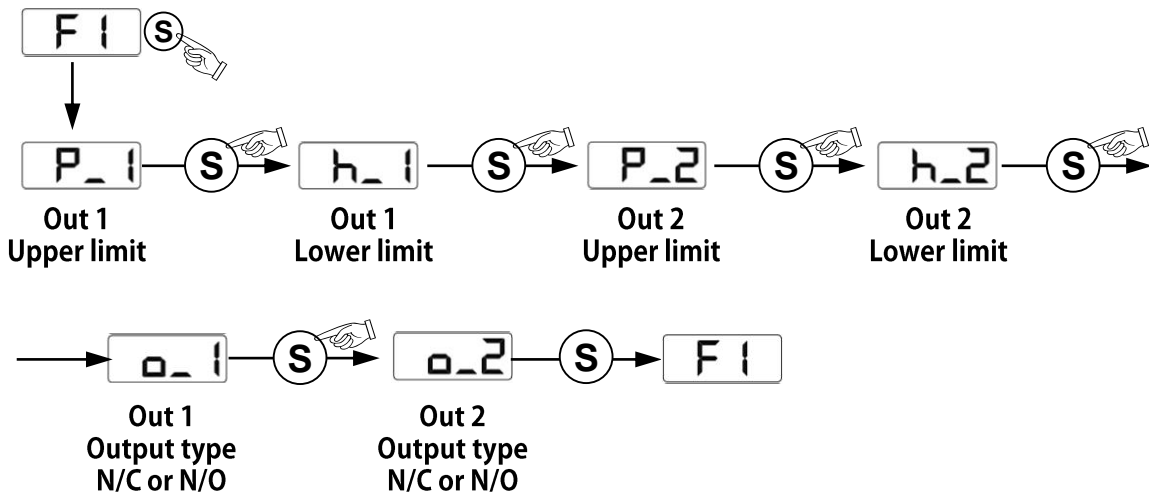 F1 S
P_1 S h_1 S P_2 S h_2 S
Out 1 Out 1 Out 2 Out 2
Upper limit Lower limit Upper limit Lower limit
o_1 S o_2 S F1
Out 1 Out 2
Output type Output type
N/C or N/O N/C or N/O